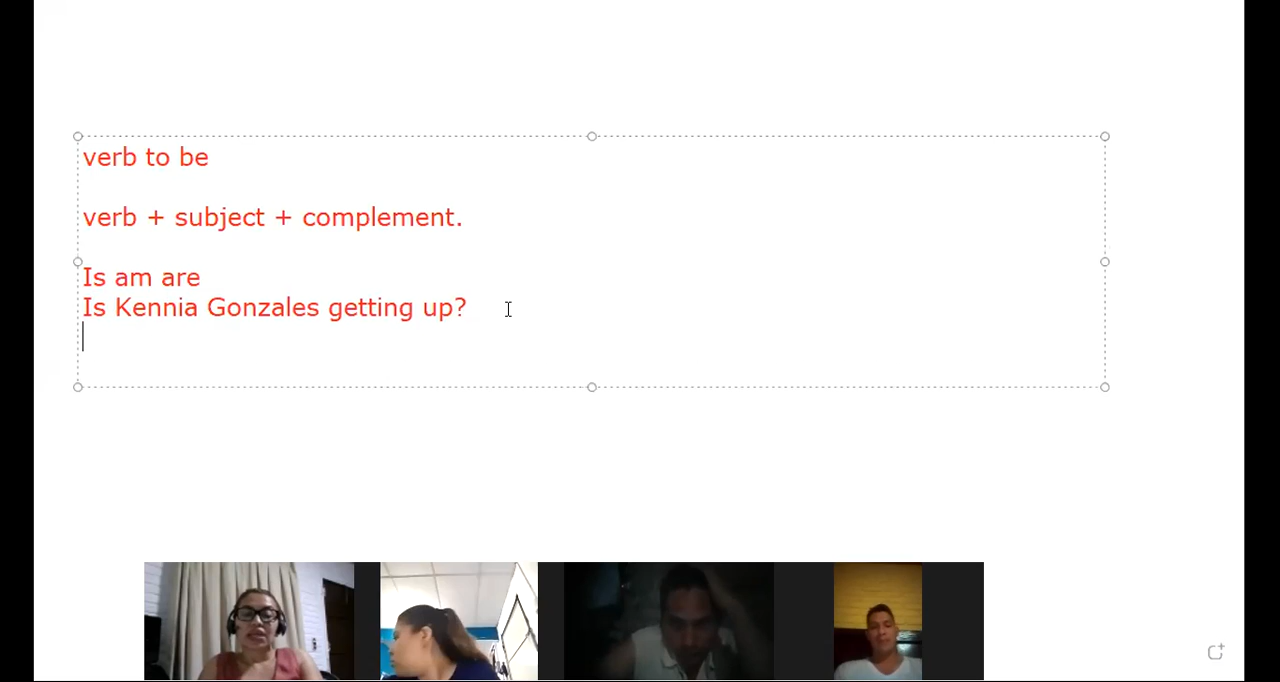 verb to be
verb + subject + complement.
Is am are
Is Kennia Gonzales getting up?